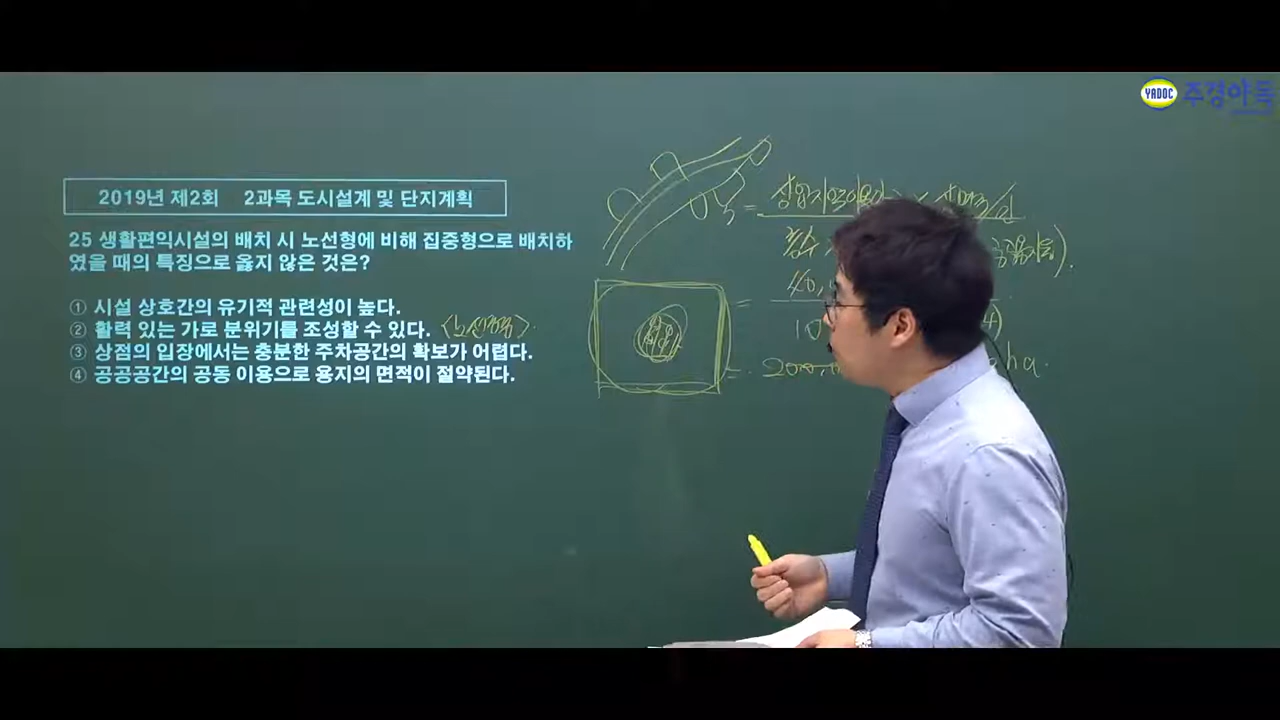 YADOC 주경야독
2019년 제2회 2과목 도시설계 및 단지계획
25 생활편익시설의 배치 시 노선형에 비해 집중형으로 배치하
였을 때의 특징으로 옳지 않은 것은?
① 시설 상호간의 유기적 관련성이 높다.
② 활력 있는 가로 분위기를 조성할 수 있다.
③ 상점의 입장에서는 충분한 주차공간의 확보가 어렵다.
④ 공공공간의 공동 이용으로 용지의 면적이 절약된다.
ha.